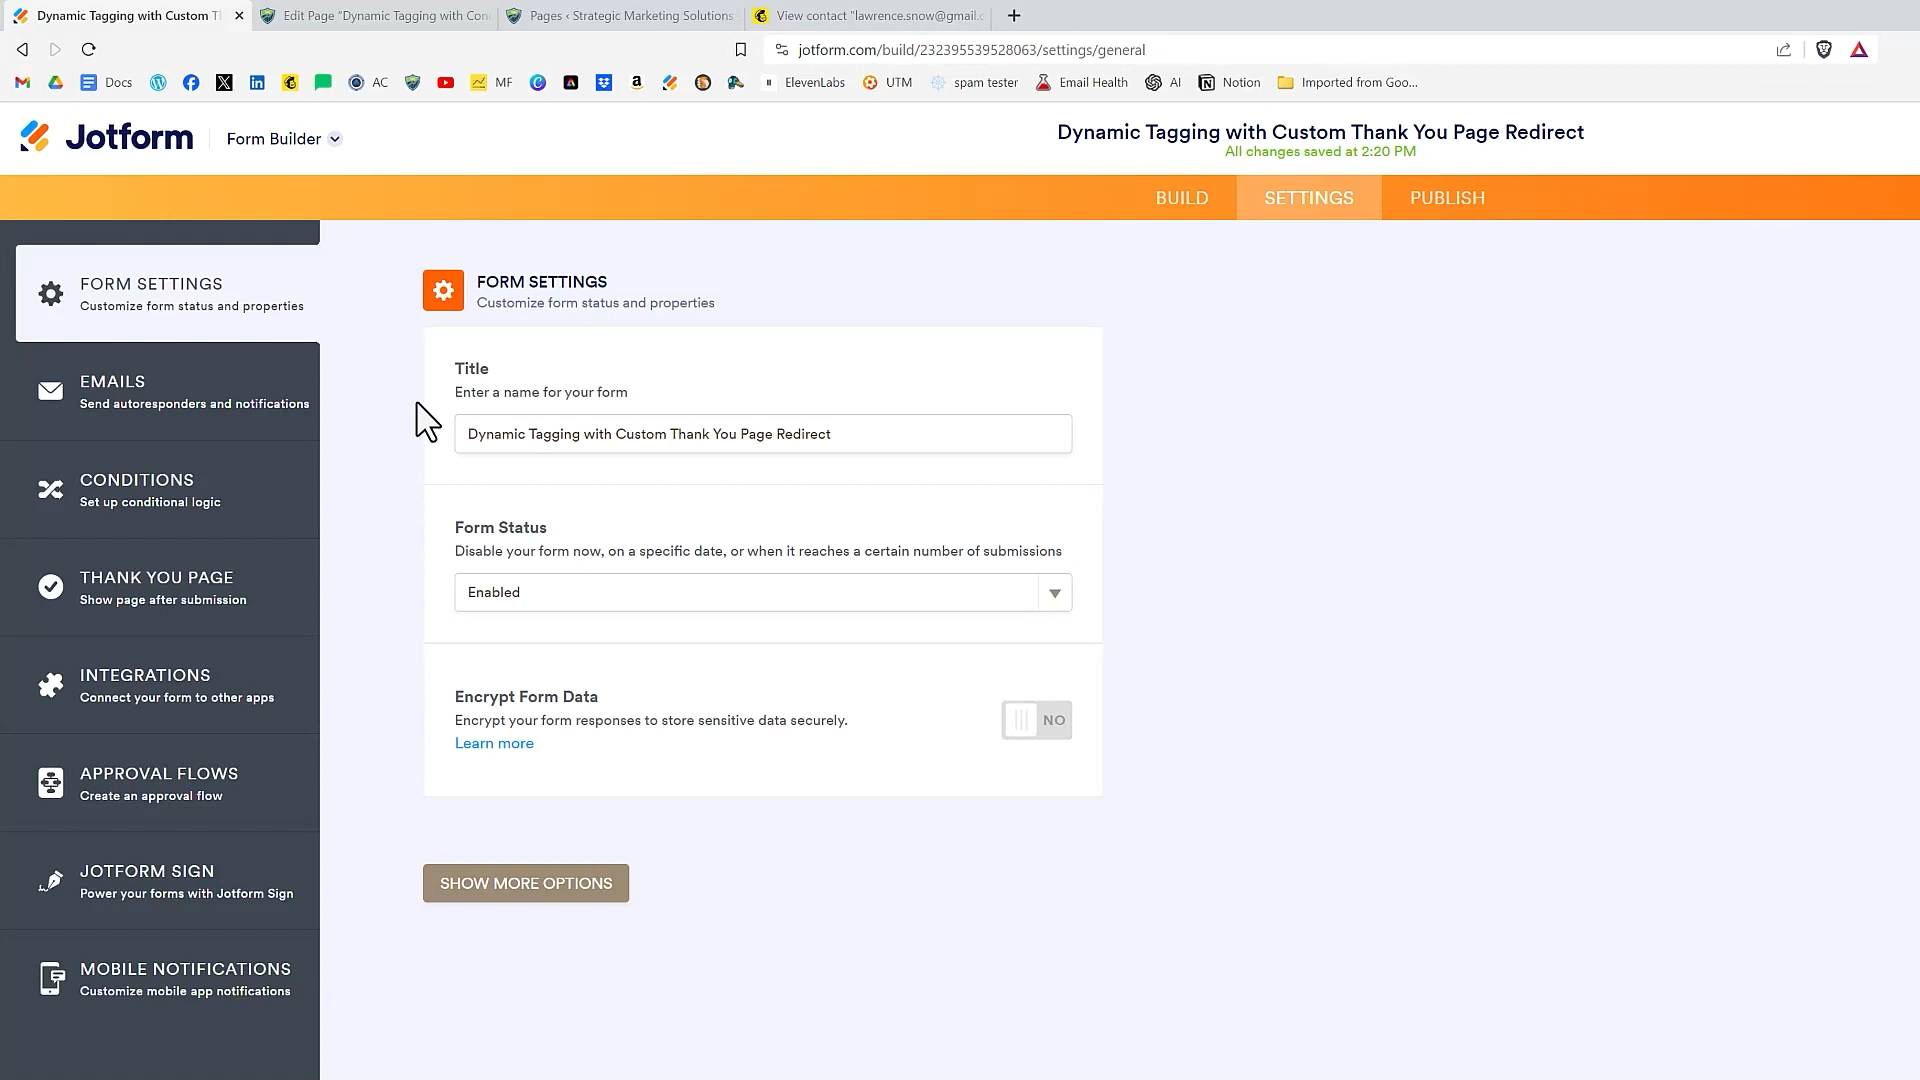 Dynamic Tagging with Custom T
Edit Page "Dynamic Tagging with Con
Pages ‹ Strategic Marketing Solutions
View contact "lawrence.snow@gmail.c
jotform.com/build/232395539528063/settings/general
Docs
AC
MF
ElevenLabs
UTM
spam tester
Email Health
AI
Notion
Imported from Goo...
Jotform
Form Builder
Dynamic Tagging with Custom Thank You Page Redirect
All changes saved at 2:20 PM
BUILD
SETTINGS
PUBLISH
FORM SETTINGS
Customize form status and properties
EMAILS
Send autoresponders and notifications
CONDITIONS
Set up conditional logic
THANK YOU PAGE
Show page after submission
INTEGRATIONS
Connect your form to other apps
APPROVAL FLOWS
Create an approval flow
JOTFORM SIGN
Power your forms with Jotform Sign
MOBILE NOTIFICATIONS
Customize mobile app notifications
FORM SETTINGS
Customize form status and properties
Title
Enter a name for your form
Dynamic Tagging with Custom Thank You Page Redirect
Form Status
Disable your form now, on a specific date, or when it reaches a certain number of submissions
Enabled
Encrypt Form Data
Encrypt your form responses to store sensitive data securely.
Learn more
NO
SHOW MORE OPTIONS